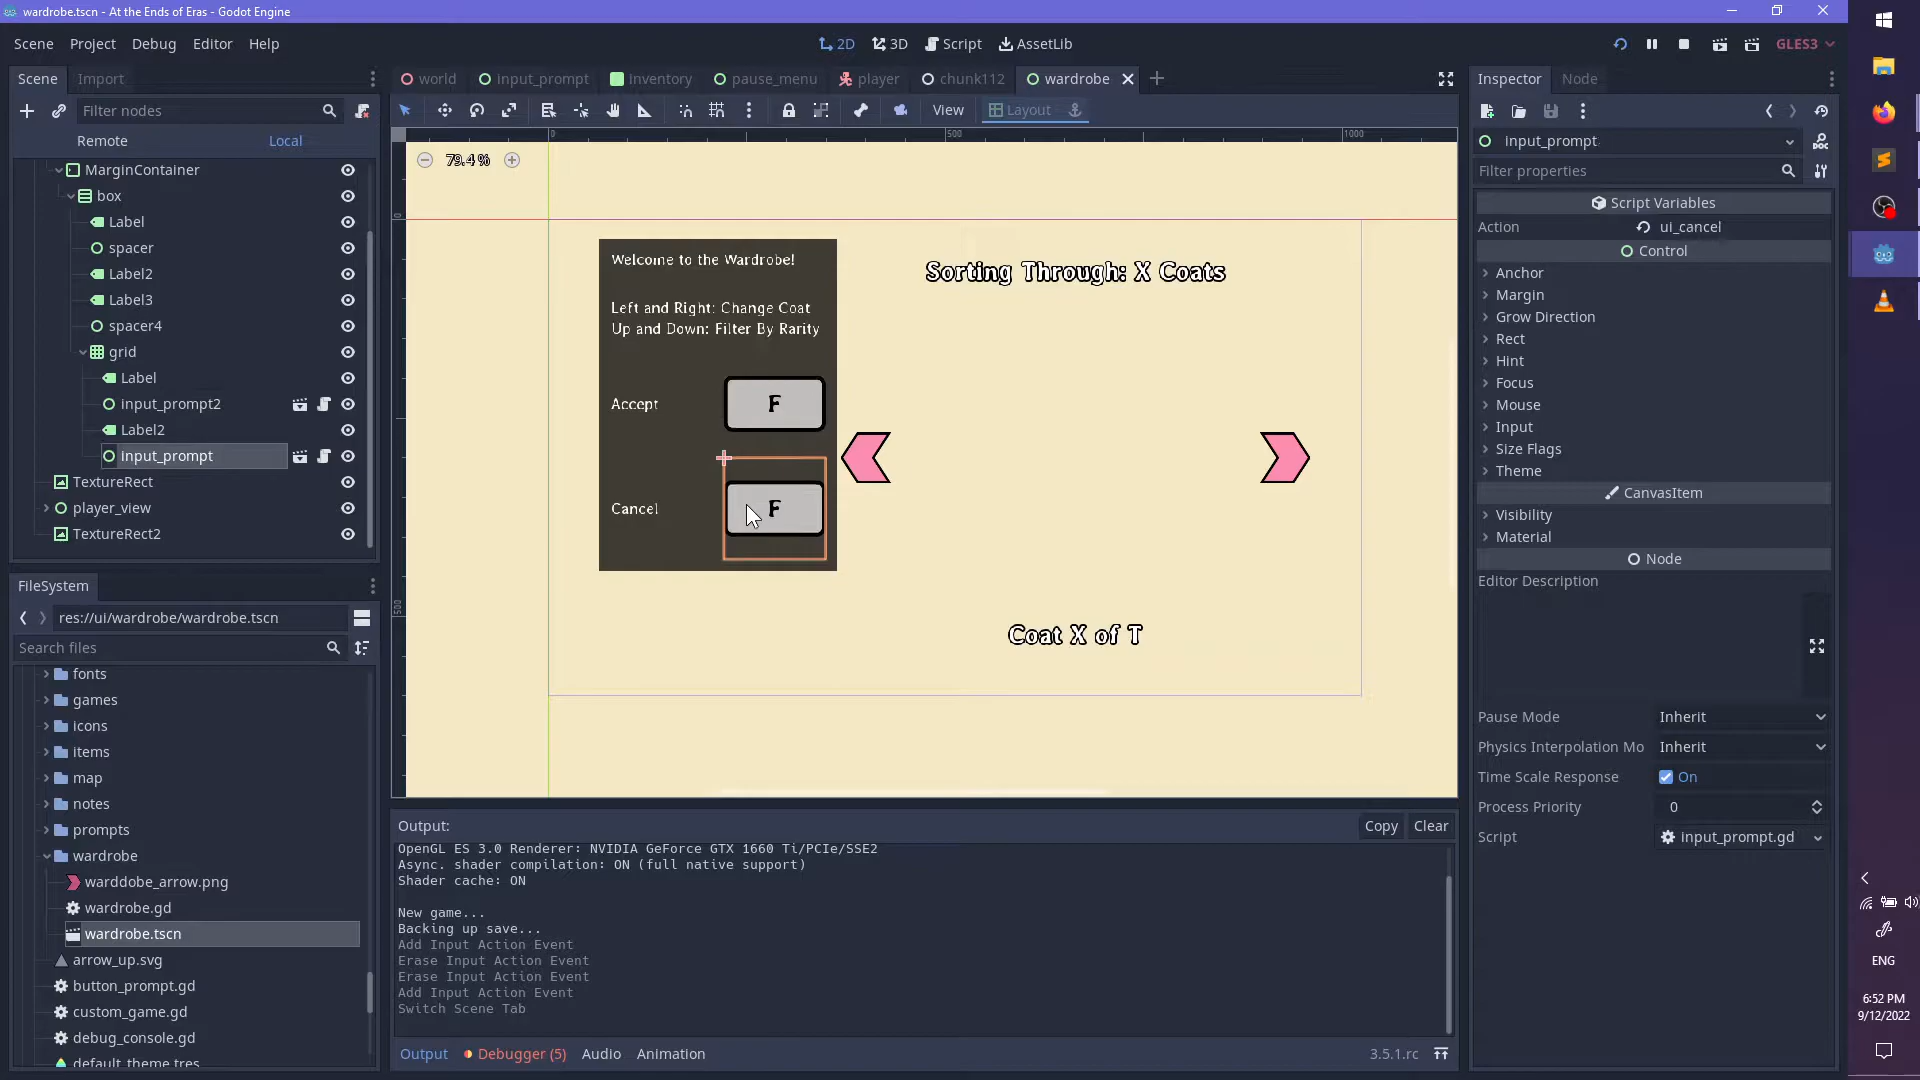 wardrobe.tscn - At the Ends of Eras - Godot Engine
Scene Project Debug Editor Help
2D 3D Script AssetLib
GLES3
Scene Import
world input_prompt Inventory pause_menu player chunk112 wardrobe
Inspector Node
Filter nodes
View Layout
Remote Local
input_prompt
Filter properties
MarginContainer
box
Label
spacer
Label2
Label3
spacer4
grid
Label
input_prompt2
Label2
input_prompt
TextureRect
player_view
TextureRect2
79.4 %
0
500
1000
0
500
Welcome to the Wardrobe!
Left and Right: Change Coat
Up and Down: Filter By Rarity
Accept F
Cancel F
Sorting Through: X Coats
Coat X of T
Script Variables
Action ui_cancel
Control
Anchor
Margin
Grow Direction
Rect
Hint
Focus
Mouse
Input
Size Flags
Theme
CanvasItem
Visibility
Material
Node
Editor Description
Pause Mode Inherit
Physics Interpolation Mo Inherit
Time Scale Response On
Process Priority 0
Script input_prompt.gd
FileSystem
res://ui/wardrobe/wardrobe.tscn
Search files
fonts
games
icons
items
map
notes
prompts
wardrobe
warddobe_arrow.png
wardrobe.gd
wardrobe.tscn
arrow_up.svg
button_prompt.gd
custom_game.gd
debug_console.gd
default_theme.tres
Output:
Copy Clear
OpenGL ES 3.0 Renderer: NVIDIA GeForce GTX 1660 Ti/PCIe/SSE2
Async. shader compilation: ON (full native support)
Shader cache: ON
New game...
Backing up save...
Add Input Action Event
Erase Input Action Event
Erase Input Action Event
Add Input Action Event
Switch Scene Tab
Output Debugger (5) Audio Animation
3.5.1.rc
ENG
6:52 PM
9/12/2022